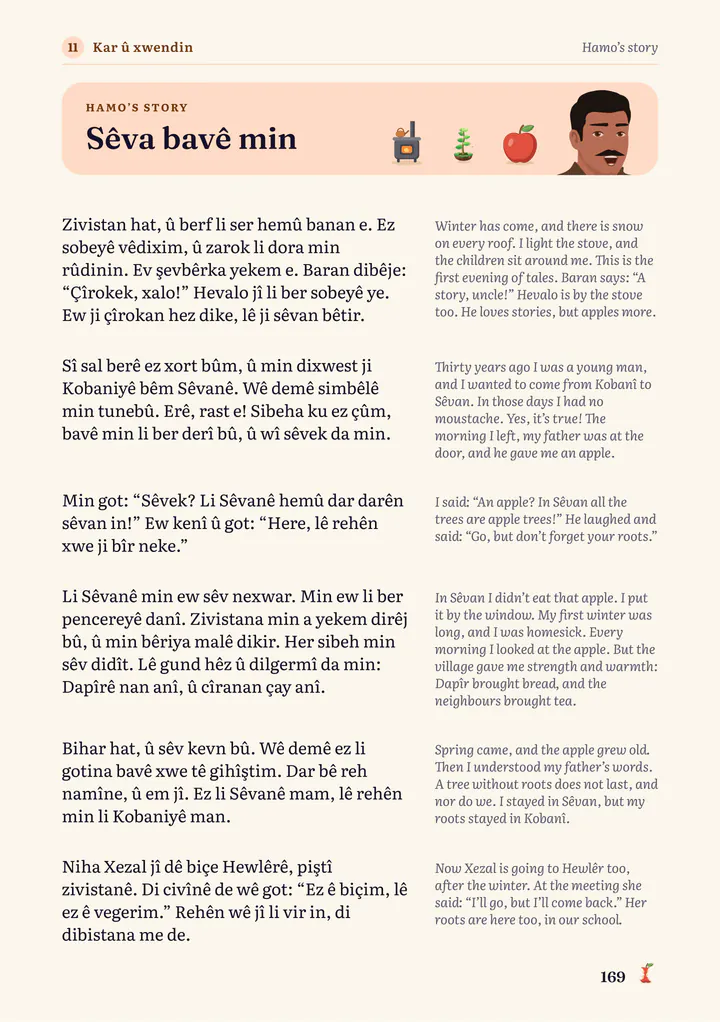 11 Kar û xwendin
Hamo’s story
HAMO’S STORY
Sêva bavê min
Zivistan hat, û berf li ser hemû banan e. Ez
sobeyê vêdixim, û zarok li dora min
rûdinin. Ev şevbêrka yekem e. Baran dibêje:
“Çîrokek, xalo!” Hevalo jî li ber sobeyê ye.
Ew ji çîrokan hez dike, lê ji sêvan bêtir.
Winter has come, and there is snow
on every roof. I light the stove, and
the children sit around me. This is the
first evening of tales. Baran says: “A
story, uncle!” Hevalo is by the stove
too. He loves stories, but apples more.
Sî sal berê ez xort bûm, û min dixwest ji
Kobaniyê bêm Sêvanê. Wê demê simbêlê
min tunebû. Erê, rast e! Sibeha ku ez çûm,
bavê min li ber derî bû, û wî sêvek da min.
Thirty years ago I was a young man,
and I wanted to come from Kobanî to
Sêvan. In those days I had no
moustache. Yes, it’s true! The
morning I left, my father was at the
door, and he gave me an apple.
Min got: “Sêvek? Li Sêvanê hemû dar darên
sêvan in!” Ew kenî û got: “Here, lê rehên
xwe ji bîr neke.”
I said: “An apple? In Sêvan all the
trees are apple trees!” He laughed and
said: “Go, but don’t forget your roots.”
Li Sêvanê min ew sêv nexwar. Min ew li ber
pencereyê danî. Zivistana min a yekem dirêj
bû, û min bêriya malê dikir. Her sibeh min
sêv didît. Lê gund hêz û dilgermî da min:
Dapîrê nan anî, û cîranan çay anî.
In Sêvan I didn’t eat that apple. I put
it by the window. My first winter was
long, and I was homesick. Every
morning I looked at the apple. But the
village gave me strength and warmth:
Dapîr brought bread, and the
neighbours brought tea.
Bihar hat, û sêv kevn bû. Wê demê ez li
gotina bavê xwe tê gihîştim. Dar bê reh
namîne, û em jî. Ez li Sêvanê mam, lê rehên
min li Kobaniyê man.
Spring came, and the apple grew old.
Then I understood my father’s words.
A tree without roots does not last, and
nor do we. I stayed in Sêvan, but my
roots stayed in Kobanî.
Niha Xezal jî dê biçe Hewlêrê, piştî
zivistanê. Di civînê de wê got: “Ez ê biçim, lê
ez ê vegerim.” Rehên wê jî li vir in, di
dibistana me de.
Now Xezal is going to Hewlêr too,
after the winter. At the meeting she
said: “I’ll go, but I’ll come back.” Her
roots are here too, in our school.
169